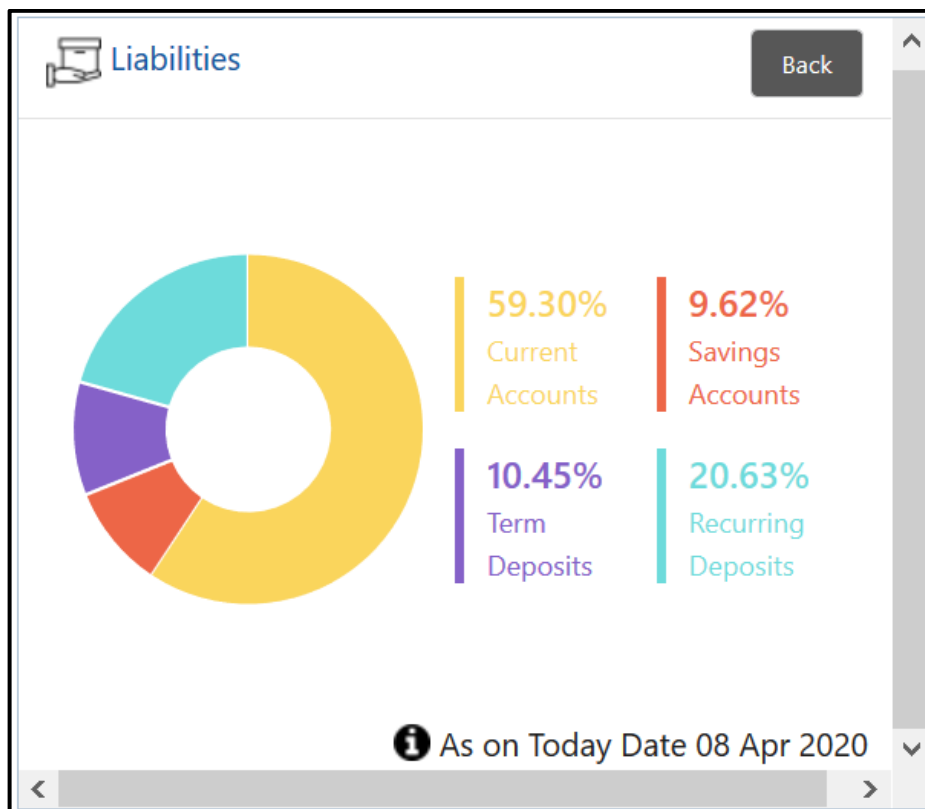 Liabilities
Back
59.30%
Current
Accounts
9.62%
Savings
Accounts
10.45%
Term
Deposits
20.63%
Recurring
Deposits
As on Today Date 08 Apr 2020